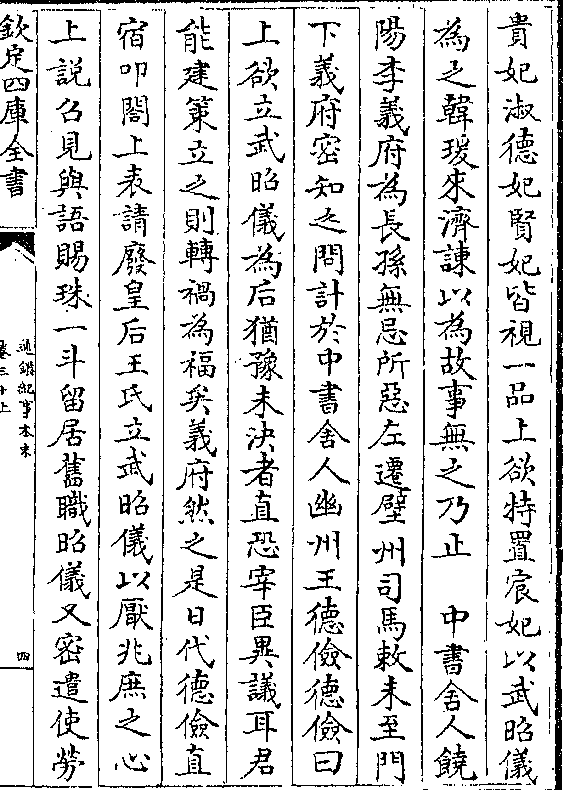 貴妃淑德妃賢妃皆視一品上欲特置宸妃以武昭儀
為之韓瑗來濟諫以為故事無之乃止　中書舍人饒
陽李義府為長孫無忌所惡左遷壁州司馬敕未至門
下義府密知之問計於中書舍人幽州王德儉德儉曰
上欲立武昭儀為后猶豫未決者直恐宰臣異議耳君
能建策立之則轉禍為福矣義府然之是日代德儉直
宿叩閤上表請廢皇后王氏立武昭儀以厭兆庶之心
上說召見與語賜珠一斗留居舊職昭儀又密遣使勞
欽定四庫全書
通鑑紀事本末
卷三十上
四